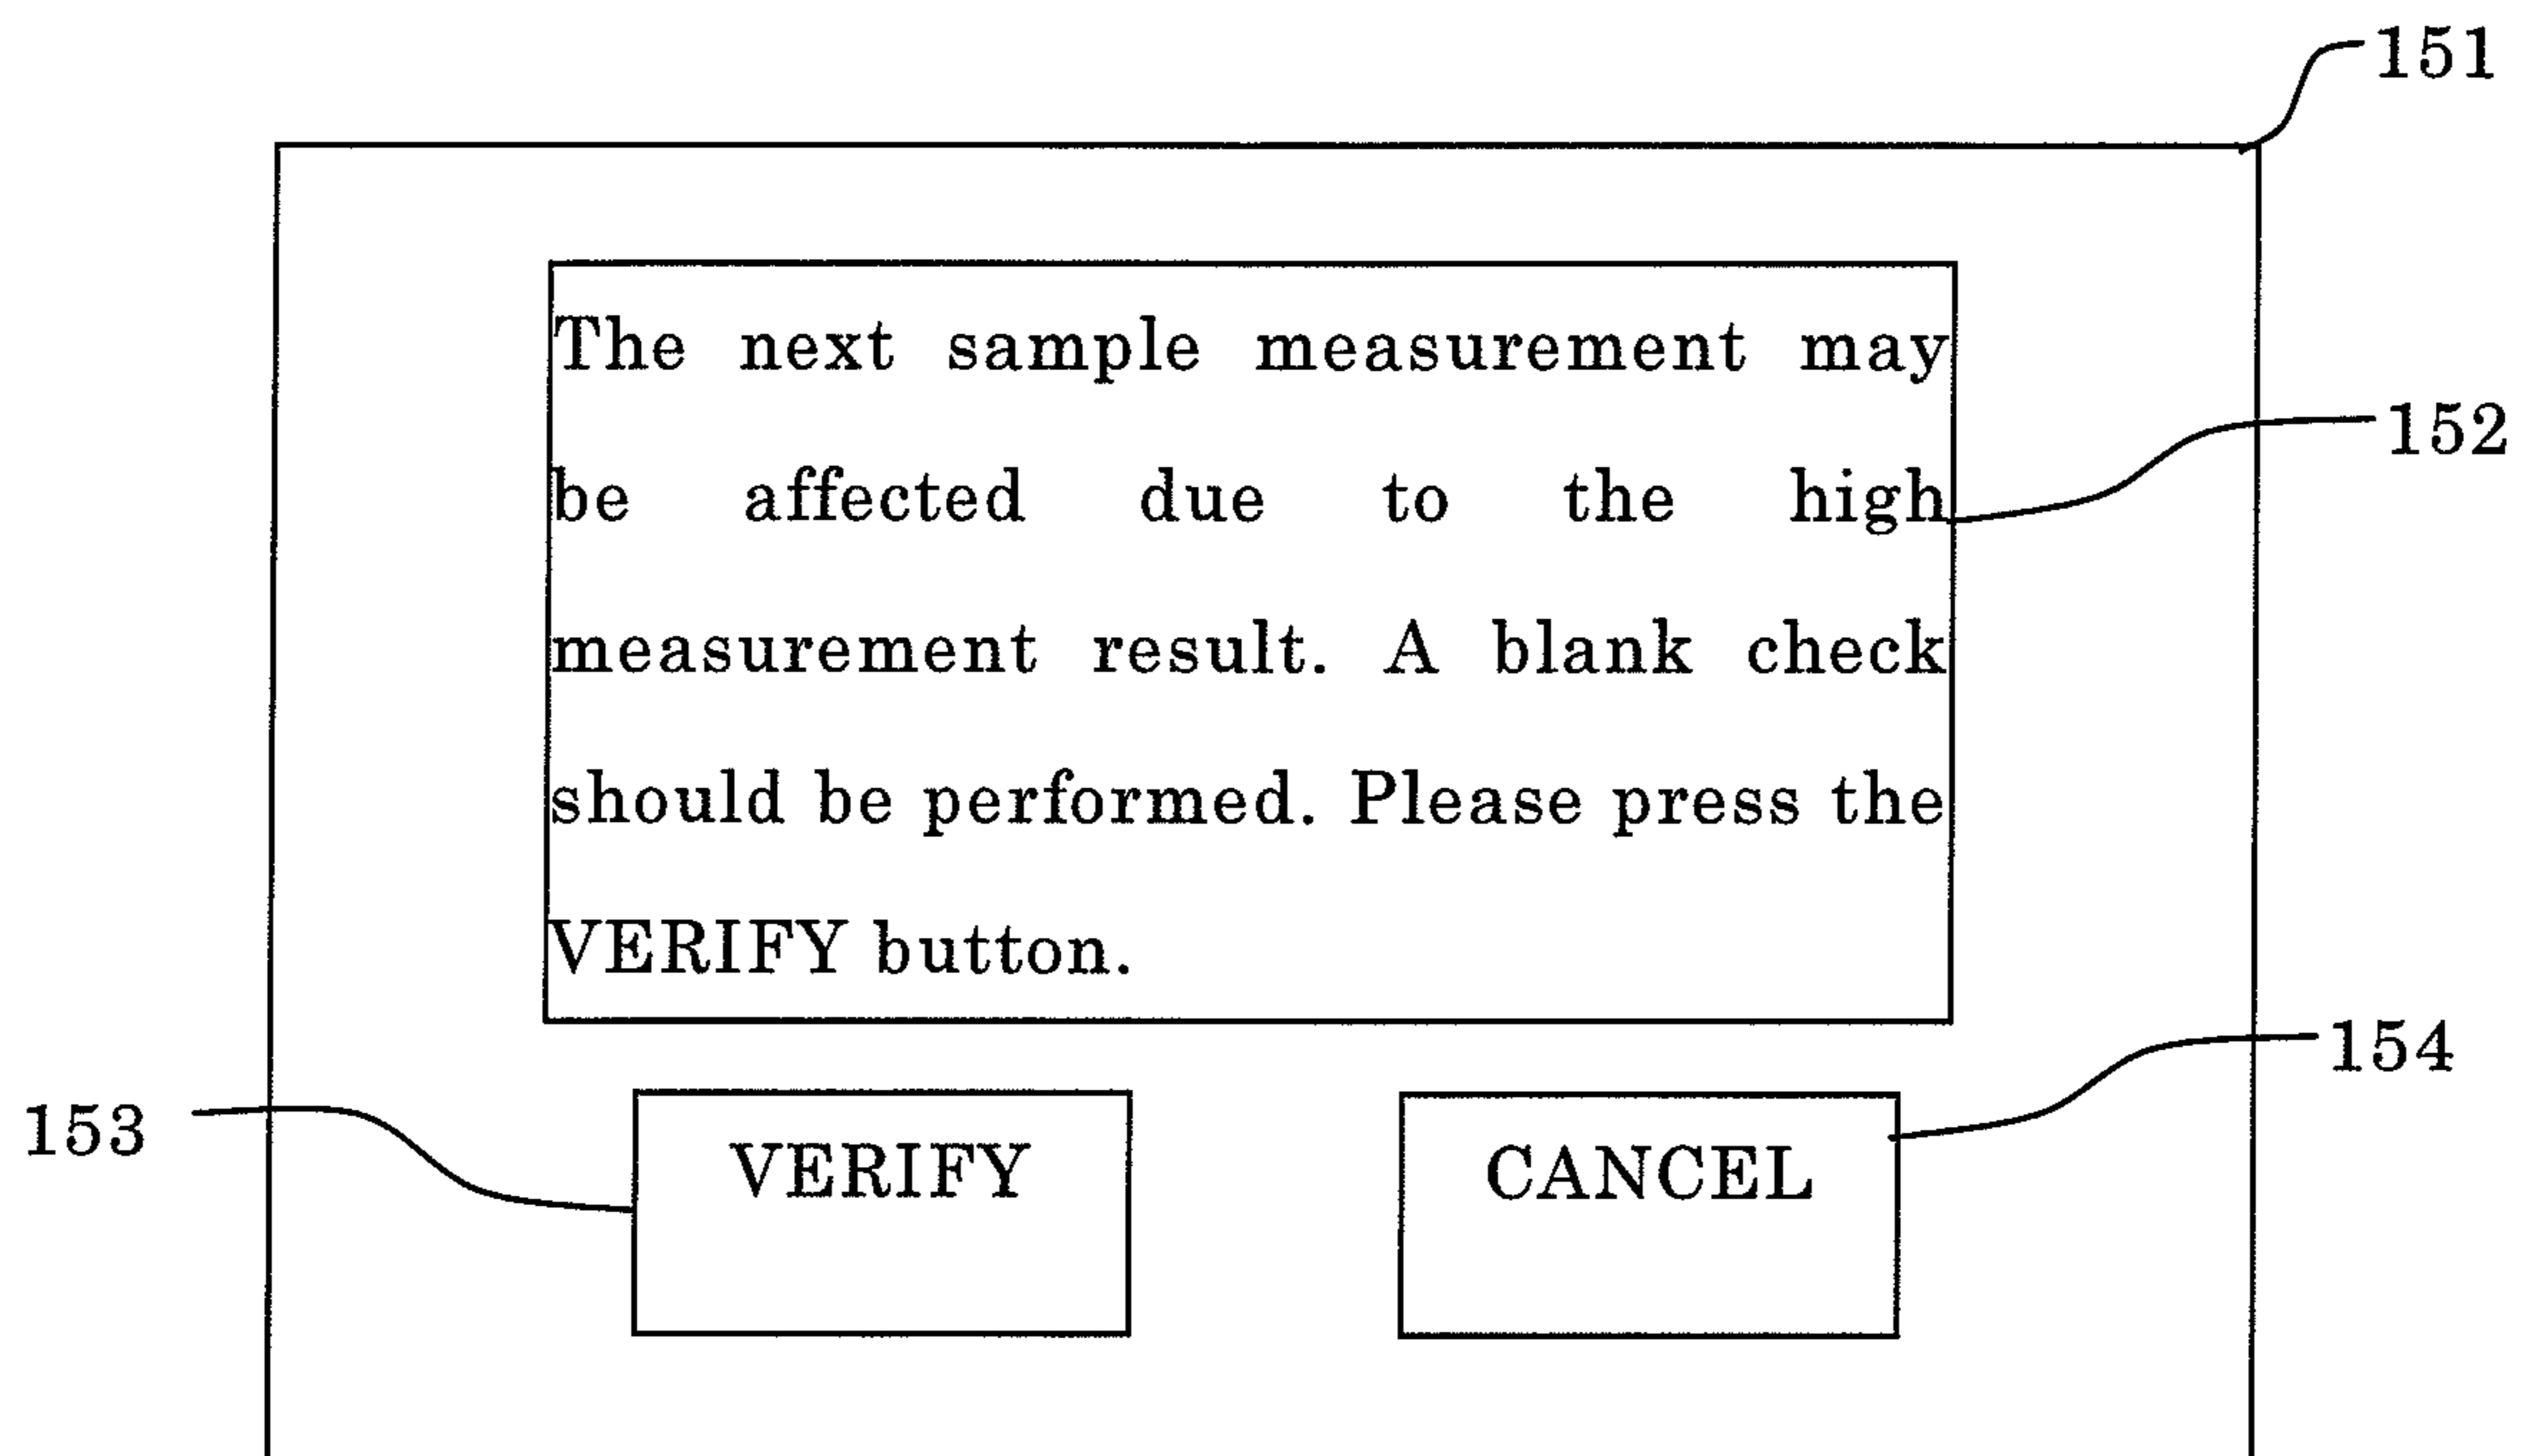 151
The next sample measurement may
be affected due to the high
152
measurement result. A blank check
should be performed. Please press the
VERIFY button.
154
153
VERIFY
CANCEL